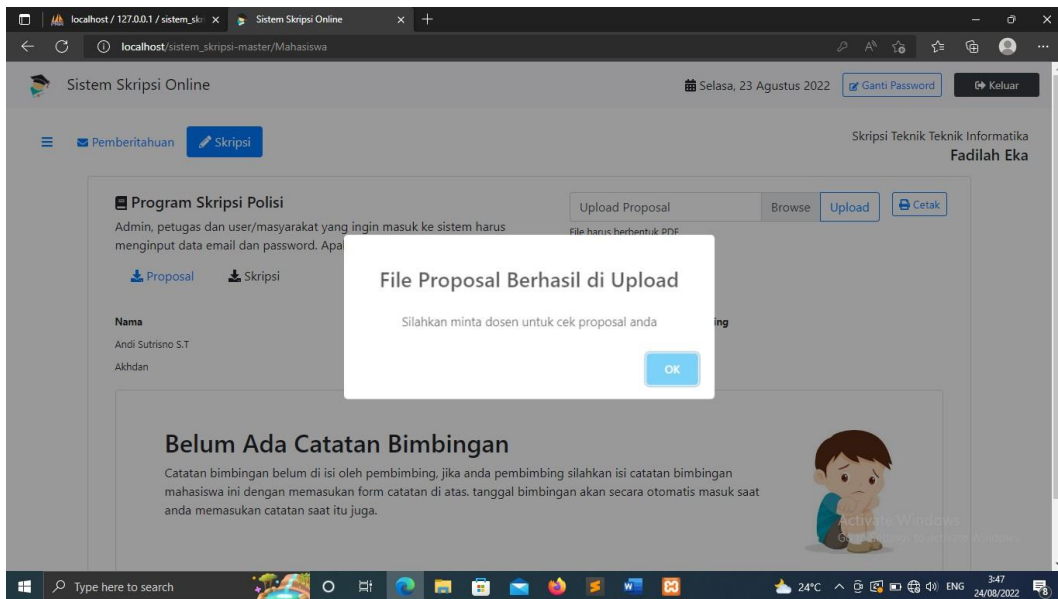 localhost / 127.0.0.1 / sistem_skr
Sistem Skripsi Online
localhost/sistem_skripsi-master/Mahasiswa
Sistem Skripsi Online
Selasa, 23 Agustus 2022
Ganti Password
Keluar
Pemberitahuan
Skripsi
Skripsi Teknik Teknik Informatika
Fadilah Eka
Program Skripsi Polisi
Admin, petugas dan user/masyarakat yang ingin masuk ke sistem harus
menginput data email dan password. Apa
Upload Proposal
Browse
Upload
Cetak
File harus berbentuk PDF
Proposal
Skripsi
File Proposal Berhasil di Upload
Silahkan minta dosen untuk cek proposal anda
OK
Nama
ing
Andi Sutrisno S.T
Akhdan
Belum Ada Catatan Bimbingan
Catatan bimbingan belum di isi oleh pembimbing, jika anda pembimbing silahkan isi catatan bimbingan
mahasiswa ini dengan memasukan form catatan di atas. tanggal bimbingan akan secara otomatis masuk saat
anda memasukan catatan saat itu juga.
Activate Windows
Type here to search
24°C
ENG
3:47
24/08/2022